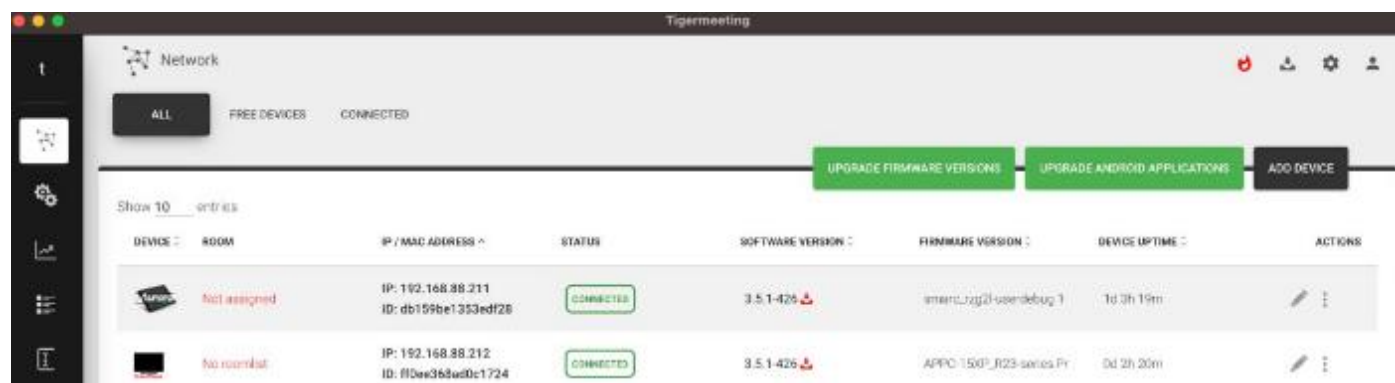 Tigermeeting
t
Network
ALL FREE DEVICES CONNECTED
UPGRADE FIRMWARE VERSIONS UPGRADE ANDROID APPLICATIONS ADD DEVICE
Show 10 entries
DEVICE ROOM IP / MAC ADDRESS STATUS SOFTWARE VERSION FIRMWARE VERSION DEVICE UPTIME ACTIONS
Not assigned IP: 192.168.88.211 CONNECTED 3.5.1-426 1d 3h 19m
ID: db159be1353edf28
No roomlist IP: 192.168.88.212 CONNECTED 3.5.1-426 0d 2h 20m
ID: ff0ee368ad0c1724